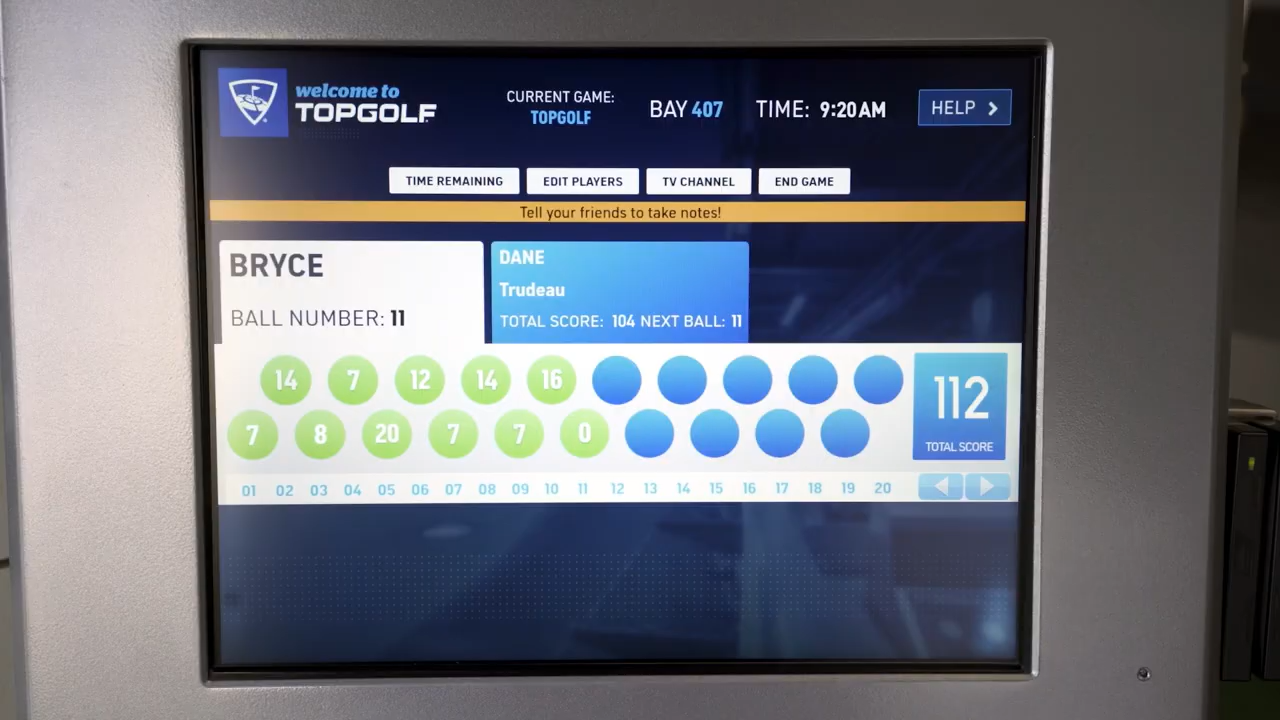 welcome to
TOPGOLF
CURRENT GAME:
TOPGOLF
BAY 407
TIME: 9:20AM
HELP >
TIME REMAINING
EDIT PLAYERS
TV CHANNEL
END GAME
Tell your friends to take notes!
BRYCE
BALL NUMBER: 11
DANE
Trudeau
TOTAL SCORE: 104 NEXT BALL: 11
14 7 12 14 16
7 8 20 7 7 0
112
TOTAL SCORE
01 02 03 04 05 06 07 08 09 10 11 12 13 14 15 16 17 18 19 20